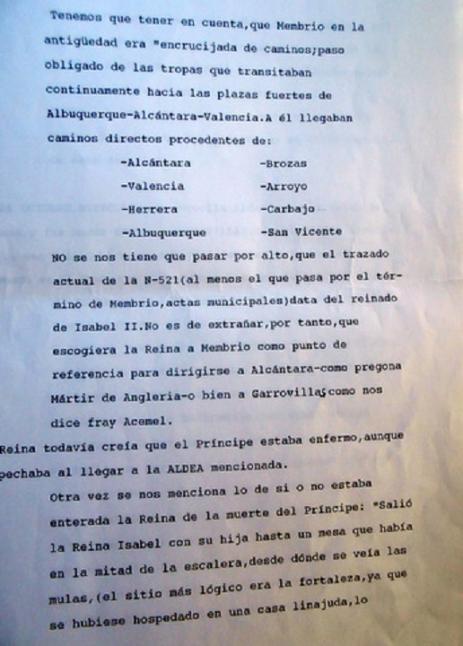 Tenemos que tener en cuenta,que Membrio en la
antigüedad era "encrucijada de caminos;paso
obligado de las tropas que transitaban
continuamente hacia las plazas fuertes de
Albuquerque-Alcántara-Valencia.A él llegaban
caminos directos procedentes de:
-Alcántara -Brozas
-Valencia -Arroyo
-Herrera -Carbajo
-Albuquerque -San Vicente
NO se nos tiene que pasar por alto,que el trazado
actual de la N-521(al menos el que pasa por el tér-
mino de Membrio,actas municipales)data del reinado
de Isabel II.No es de extrañar,por tanto,que
escogiera la Reina a Membrio como punto de
referencia para dirigirse a Alcántara-como pregona
Mártir de Angleria-o bien a Garrovillas;como nos
dice fray Acemel.
Reina todavía creía que el Príncipe estaba enfermo,aunque
pechaba al llegar a la ALDEA mencionada.
Otra vez se nos menciona lo de si o no estaba
enterada la Reina de la muerte del Príncipe: "Salió
la Reina Isabel con su hija hasta un mesa que había
en la mitad de la escalera,desde dónde se veía las
mulas,(el sitio más lógico era la fortaleza,ya que
se hubiese hospedado en una casa linajuda,lo